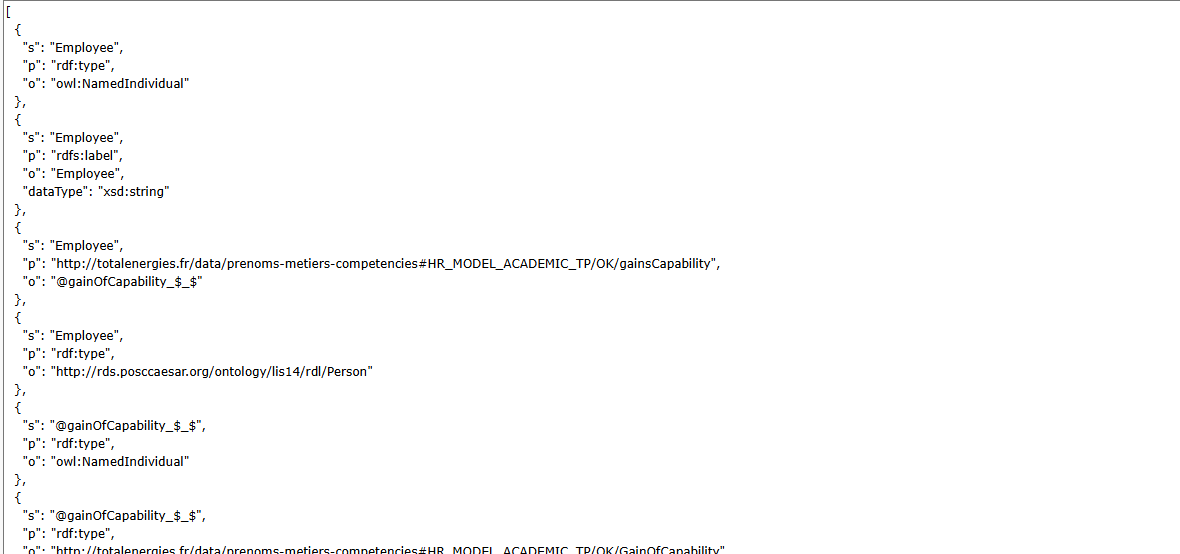 [
{
"s": "Employee",
"p": "rdf:type",
"o": "owl:NamedIndividual"
},
{
"s": "Employee",
"p": "rdfs:label",
"o": "Employee",
"dataType": "xsd:string"
},
{
"s": "Employee",
"p": "http://totalenergies.fr/data/prenoms-metiers-competencies#HR_MODEL_ACADEMIC_TP/OK/gainsCapability",
"o": "@gainOfCapability_$_$"
},
{
"s": "Employee",
"p": "rdf:type",
"o": "http://rds.posccaesar.org/ontology/lis14/rdl/Person"
},
{
"s": "@gainOfCapability_$_$",
"p": "rdf:type",
"o": "owl:NamedIndividual"
},
{
"s": "@gainOfCapability_$_$",
"p": "rdf:type",
"o": "http://totalenergies.fr/data/prenoms-metiers-competencies#HR_MODEL_ACADEMIC_TP/OK/GainOfCapability"